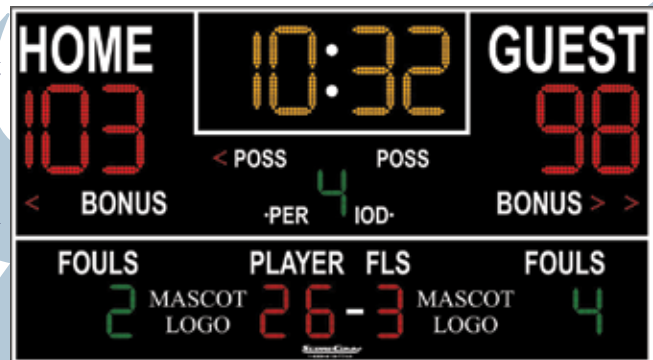 HOME 10:32 GUEST
103 98
< POSS POSS
< BONUS ·PER 4 IOD· BONUS > >
FOULS PLAYER FLS FOULS
2 MASCOT LOGO 26-3 MASCOT LOGO 4